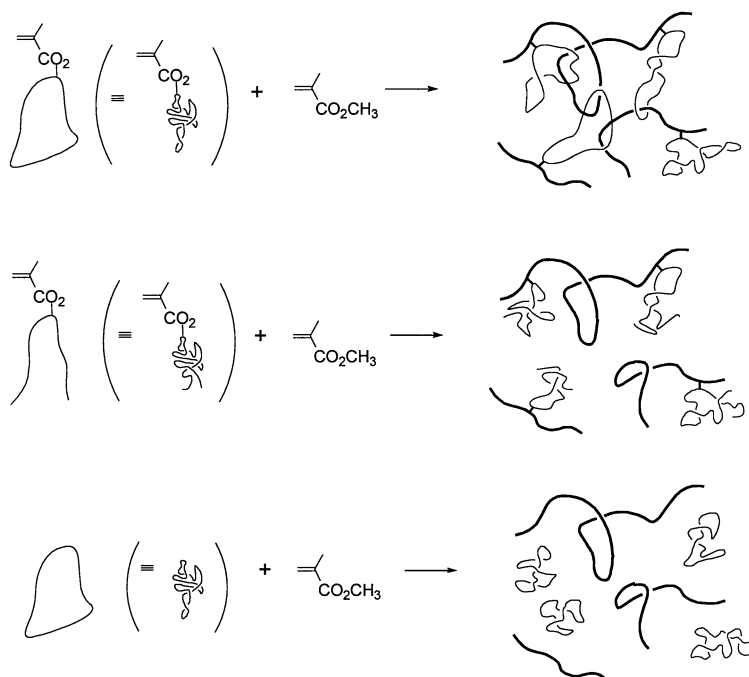 CO2
CO2
( ≡ ) + CO2CH3
CO2
CO2
( ≡ ) + CO2CH3
( ≡ ) + CO2CH3